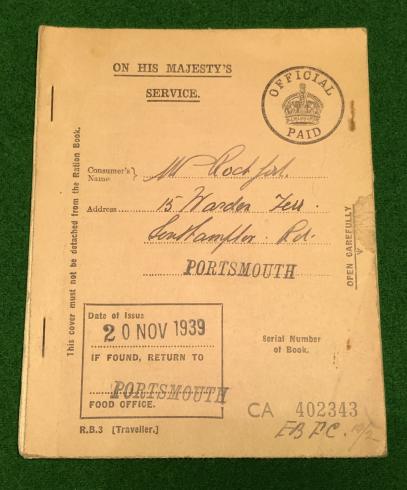 ON HIS MAJESTY'S
SERVICE.
OFFICIAL
PAID
This cover must not be detached from the Ration Book.
Consumer's } Mr Rochfort.
Name
Address 15 Warden Terr.
Southampton Rd.
PORTSMOUTH
OPEN CAREFULLY
Date of Issue
20 NOV 1939
IF FOUND, RETURN TO
PORTSMOUTH
FOOD OFFICE.
Serial Number
of Book.
CA 402343
R.B.3 [Traveller.]